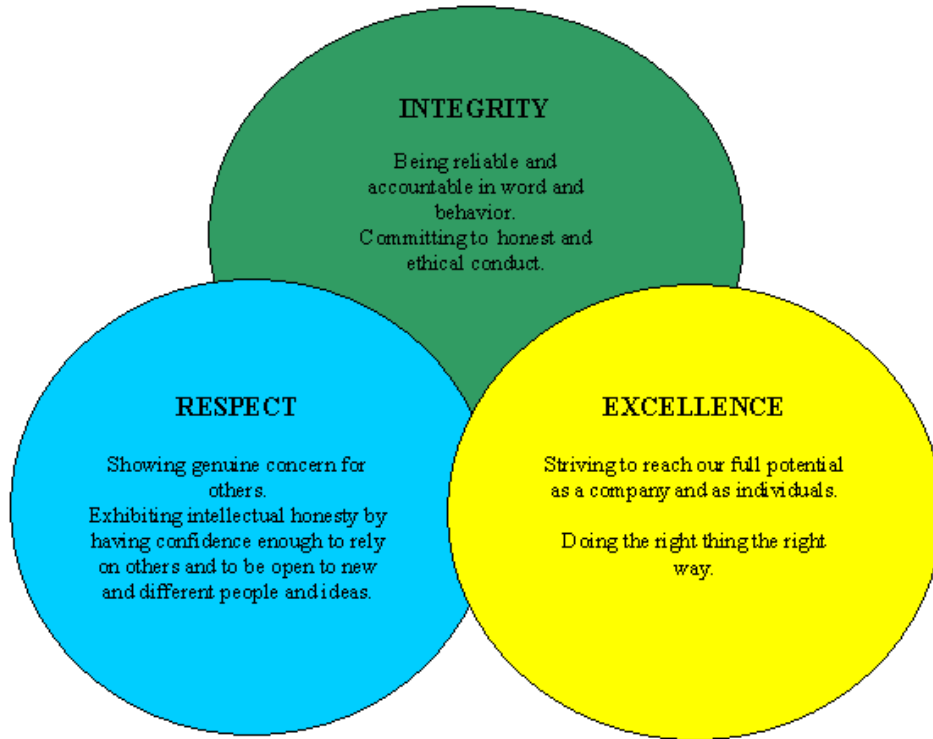 INTEGRITY
Being reliable and
accountable in word and
behavior.
Committing to honest and
ethical conduct.
RESPECT
Showing genuine concern for
others.
Exhibiting intellectual honesty by
having confidence enough to rely
on others and to be open to new
and different people and ideas.
EXCELLENCE
Striving to reach our full potential
as a company and as individuals.
Doing the right thing the right
way.